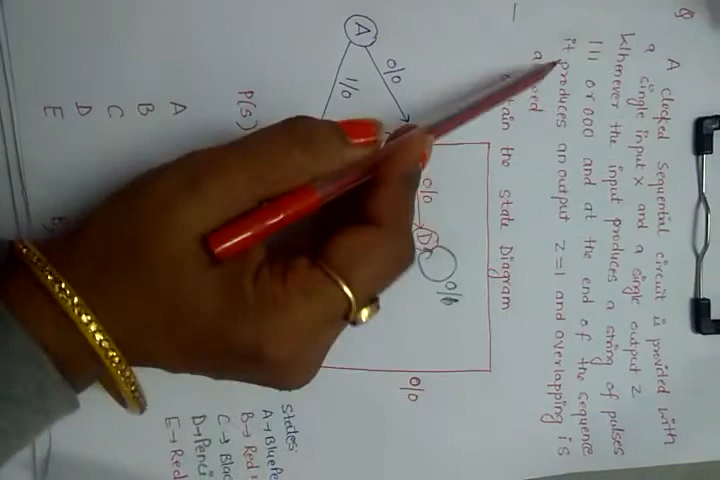 Q A clocked sequential circuit is provided with
a single input x and a single output Z
Whenever the input produces a string of pulses
111 or 000 and at the end of the sequence
it produces an output Z=1 and overlapping is
the state Diagram
A
0/0
1/0
0/0
D
0/0
0/0
P(S)
A
B
C
D
E
States
A→
B→ Red
C→
D→
E→ Red